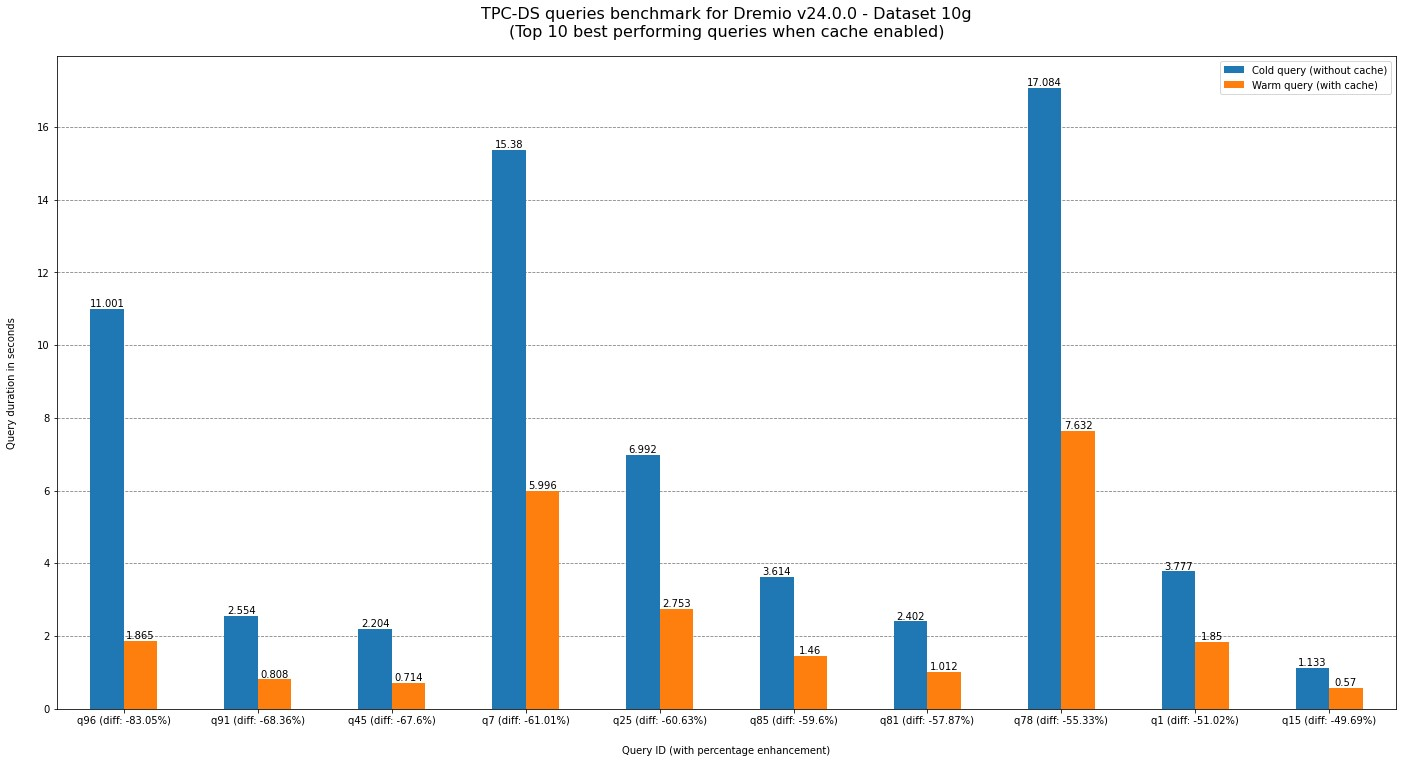 TPC-DS queries benchmark for Dremio v24.0.0 - Dataset 10g
(Top 10 best performing queries when cache enabled)
Cold query (without cache)
Warm query (with cache)
Query duration in seconds
16
14
12
10
8
6
4
2
0
11.001
1.865
2.554
0.808
2.204
0.714
15.38
5.996
6.992
2.753
3.614
1.46
2.402
1.012
17.084
7.632
3.777
1.85
1.133
0.57
q96 (diff: -83.05%)
q91 (diff: -68.36%)
q45 (diff: -67.6%)
q7 (diff: -61.01%)
q25 (diff: -60.63%)
q85 (diff: -59.6%)
q81 (diff: -57.87%)
q78 (diff: -55.33%)
q1 (diff: -51.02%)
q15 (diff: -49.69%)
Query ID (with percentage enhancement)